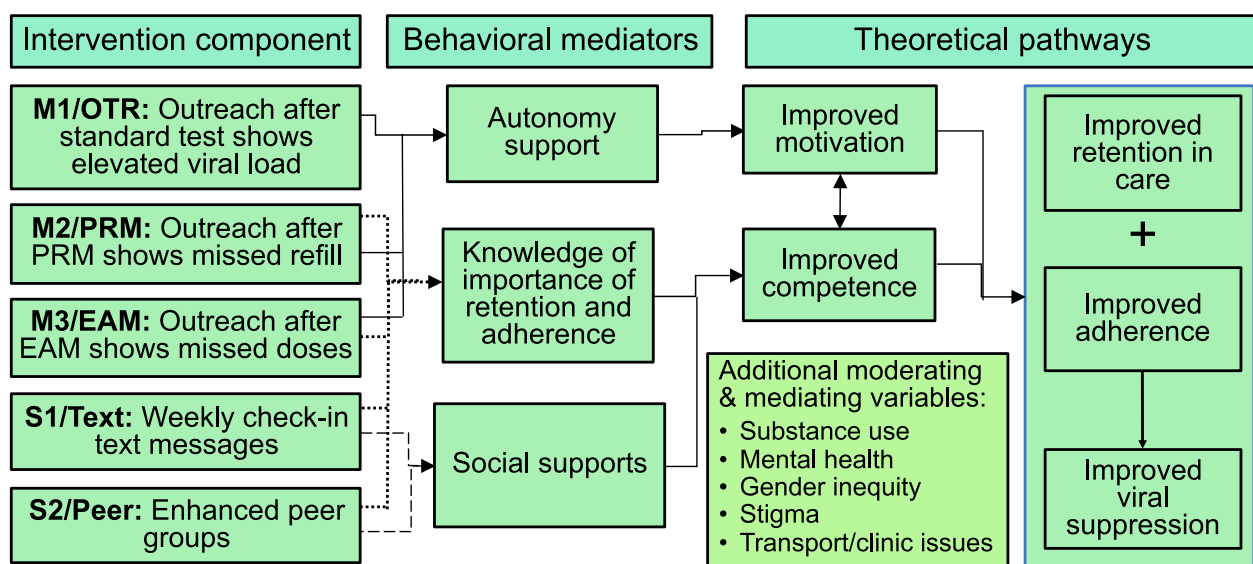 Intervention component
Behavioral mediators
Theoretical pathways
M1/OTR: Outreach after
standard test shows
elevated viral load
M2/PRM: Outreach after
PRM shows missed refill
M3/EAM: Outreach after
EAM shows missed doses
S1/Text: Weekly check-in
text messages
S2/Peer: Enhanced peer
groups
Autonomy
support
Knowledge of
importance of
retention and
adherence
Social supports
Improved
motivation
Improved
competence
Additional moderating
& mediating variables:
• Substance use
• Mental health
• Gender inequity
• Stigma
• Transport/clinic issues
Improved
retention in
care
+
Improved
adherence
Improved
viral
suppression